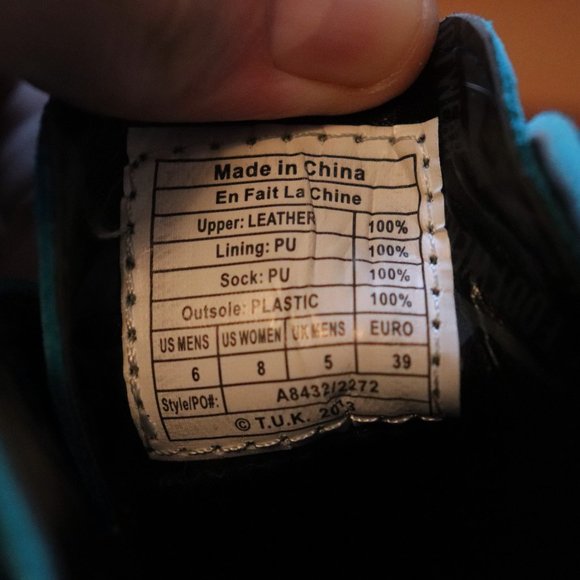 Made in China
En Fait La Chine
Upper: LEATHER 100%
Lining: PU 100%
Sock: PU 100%
Outsole: PLASTIC 100%
US MENS US WOMEN UK MENS EURO
6 8 5 39
Style/PO#: A8432/2272
© T.U.K. 2013